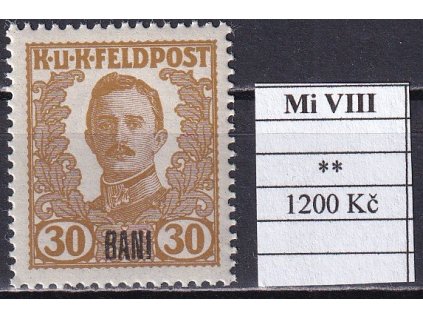 K.U.K.FELDPOST
30 BANI 30
Mi VIII
**
1200 Kč